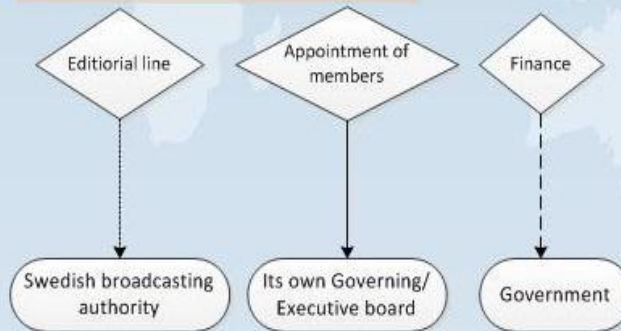 Editiorial line
Appointment of
members
Finance
Swedish broadcasting
authority
Its own Governing/
Executive board
Government